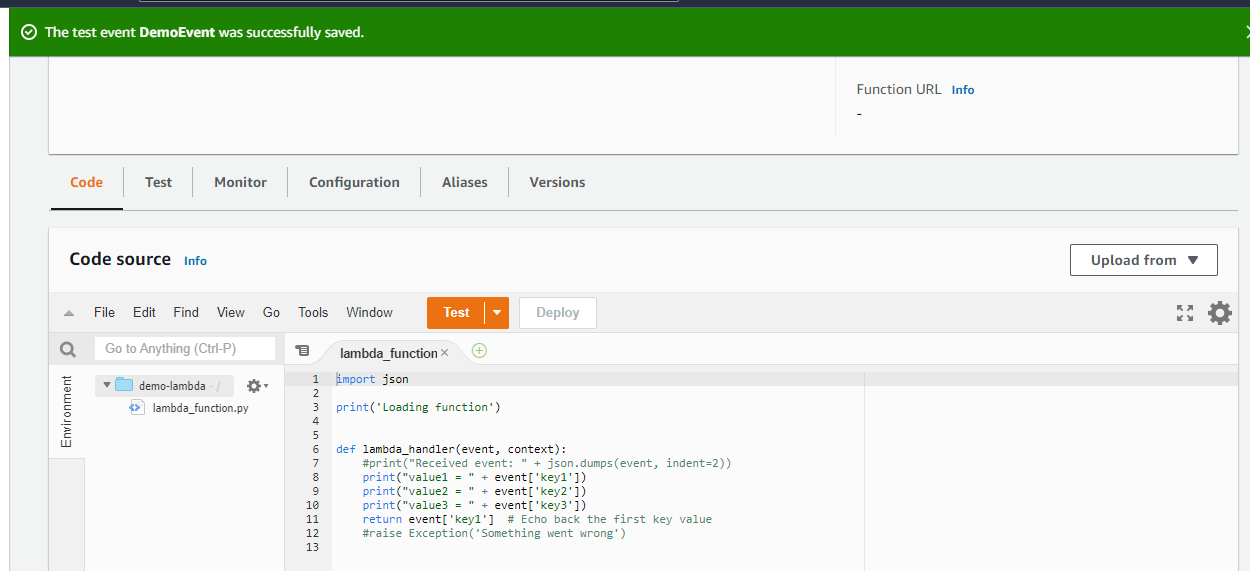 The test event DemoEvent was successfully saved.
Function URL Info
-
Code Test Monitor Configuration Aliases Versions
Code source Info Upload from
File Edit Find View Go Tools Window Test Deploy
Go to Anything (Ctrl-P) lambda_function
Environment
demo-lambda - /
lambda_function.py
1 import json
2
3 print('Loading function')
4
5
6 def lambda_handler(event, context):
7 #print("Received event: " + json.dumps(event, indent=2))
8 print("value1 = " + event['key1'])
9 print("value2 = " + event['key2'])
10 print("value3 = " + event['key3'])
11 return event['key1']  # Echo back the first key value
12 #raise Exception('Something went wrong')
13